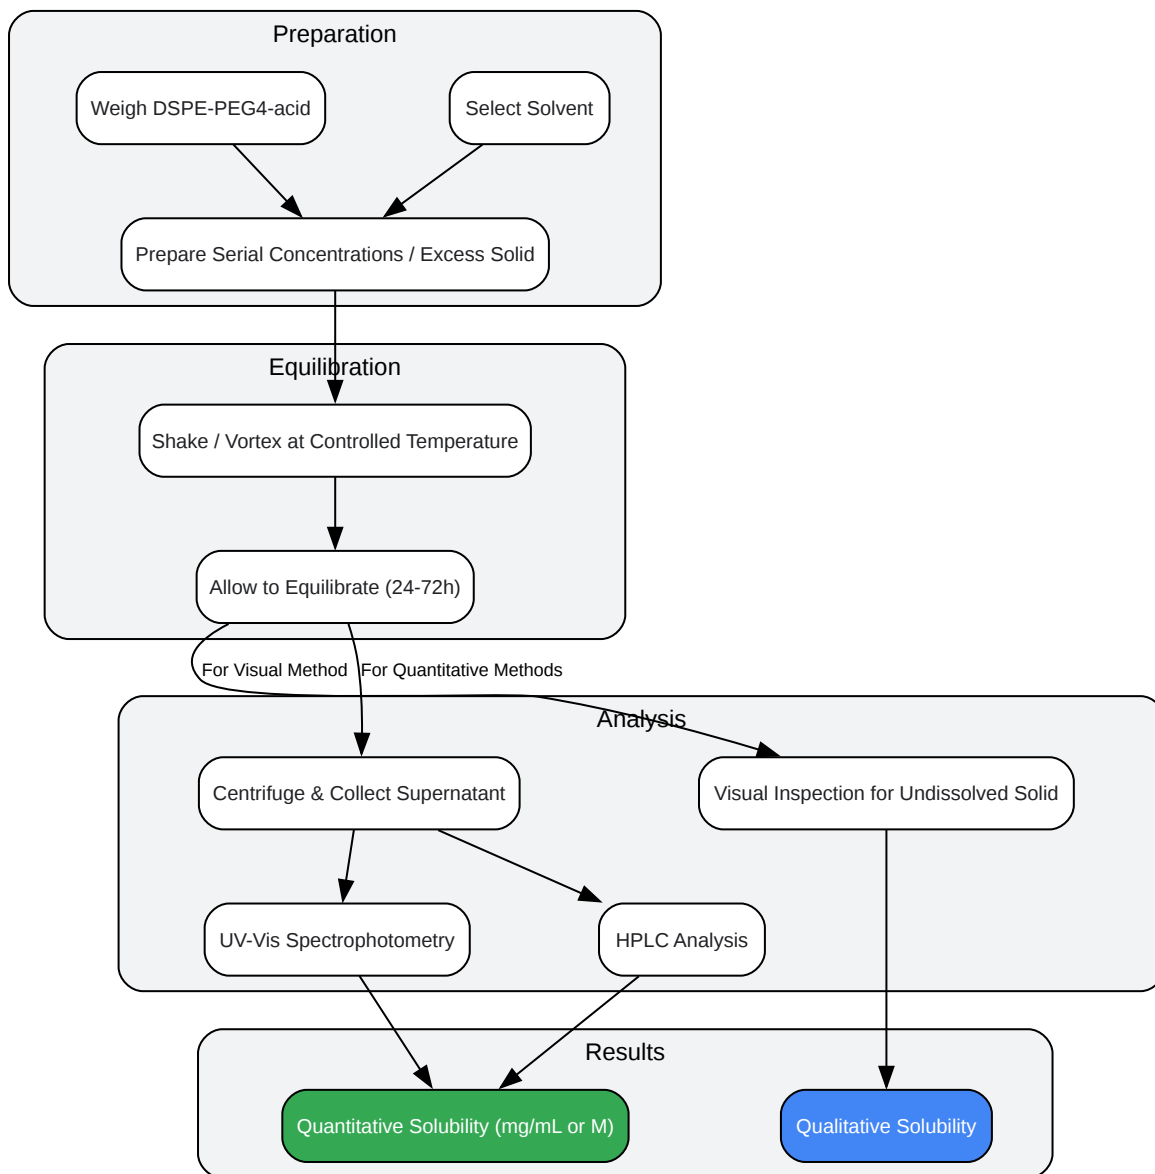 Preparation
Weigh DSPE-PEG4-acid
Select Solvent
Prepare Serial Concentrations / Excess Solid
Equilibration
Shake / Vortex at Controlled Temperature
Allow to Equilibrate (24-72h)
For Visual Method
For Quantitative Methods
Analysis
Centrifuge & Collect Supernatant
Visual Inspection for Undissolved Solid
UV-Vis Spectrophotometry
HPLC Analysis
Results
Quantitative Solubility (mg/mL or M)
Qualitative Solubility